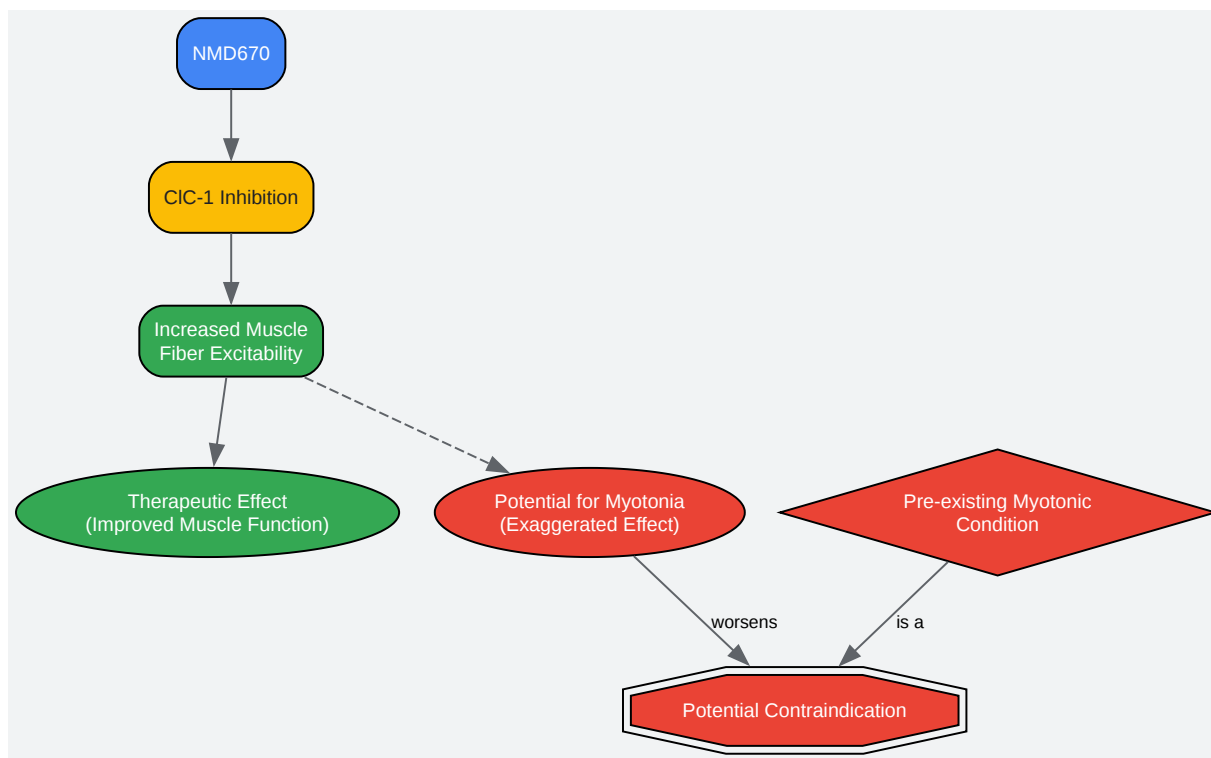 NMD670
ClC-1 Inhibition
Increased Muscle
Fiber Excitability
Therapeutic Effect
(Improved Muscle Function)
Potential for Myotonia
(Exaggerated Effect)
Pre-existing Myotonic
Condition
worsens
is a
Potential Contraindication